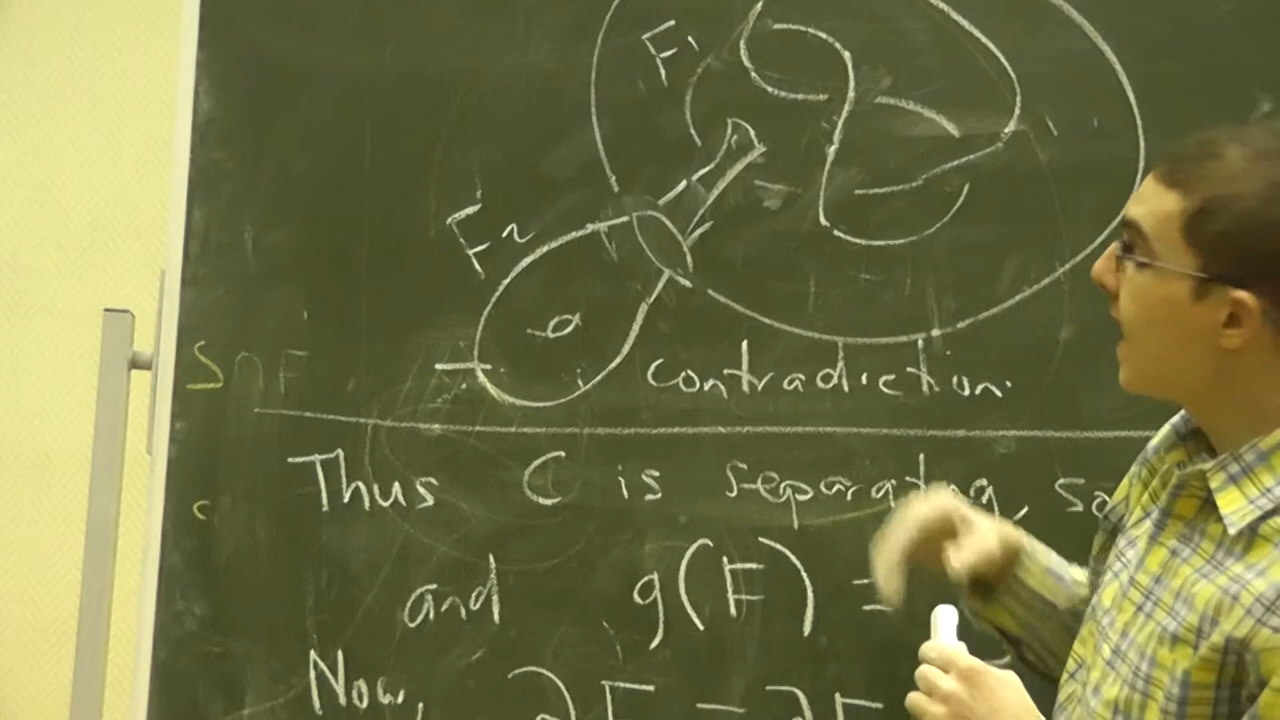 F₁
F₂
S∩F
contradiction.
Thus C is separating, so
c
and g(F) =
Now, ∂F = ∂F